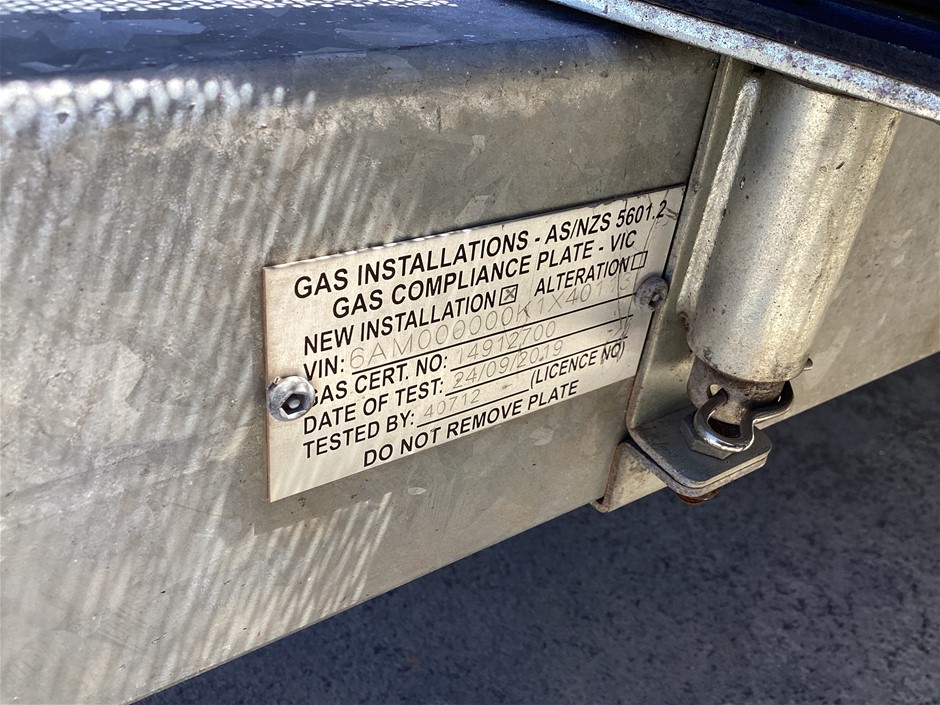 GAS INSTALLATIONS - AS/NZS 5601.2
GAS COMPLIANCE PLATE - VIC
NEW INSTALLATION☒ ALTERATION☐
VIN:
GAS CERT. NO: 14912700
DATE OF TEST: 24/09/2019
TESTED BY: 40712 (LICENCE NO)
DO NOT REMOVE PLATE